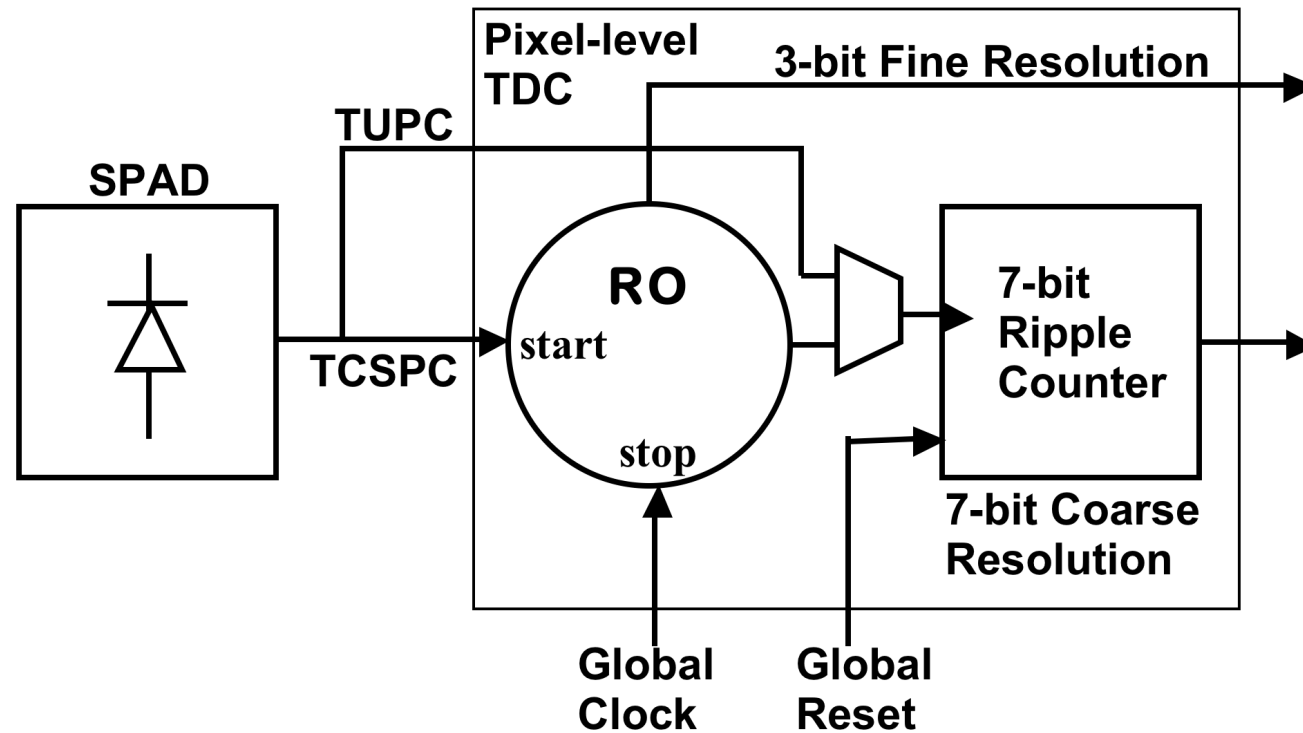 Pixel-level
TDC
3-bit Fine Resolution
TUPC
SPAD
RO
start
TCSPC
stop
7-bit
Ripple
Counter
7-bit Coarse
Resolution
Global
Clock
Global
Reset